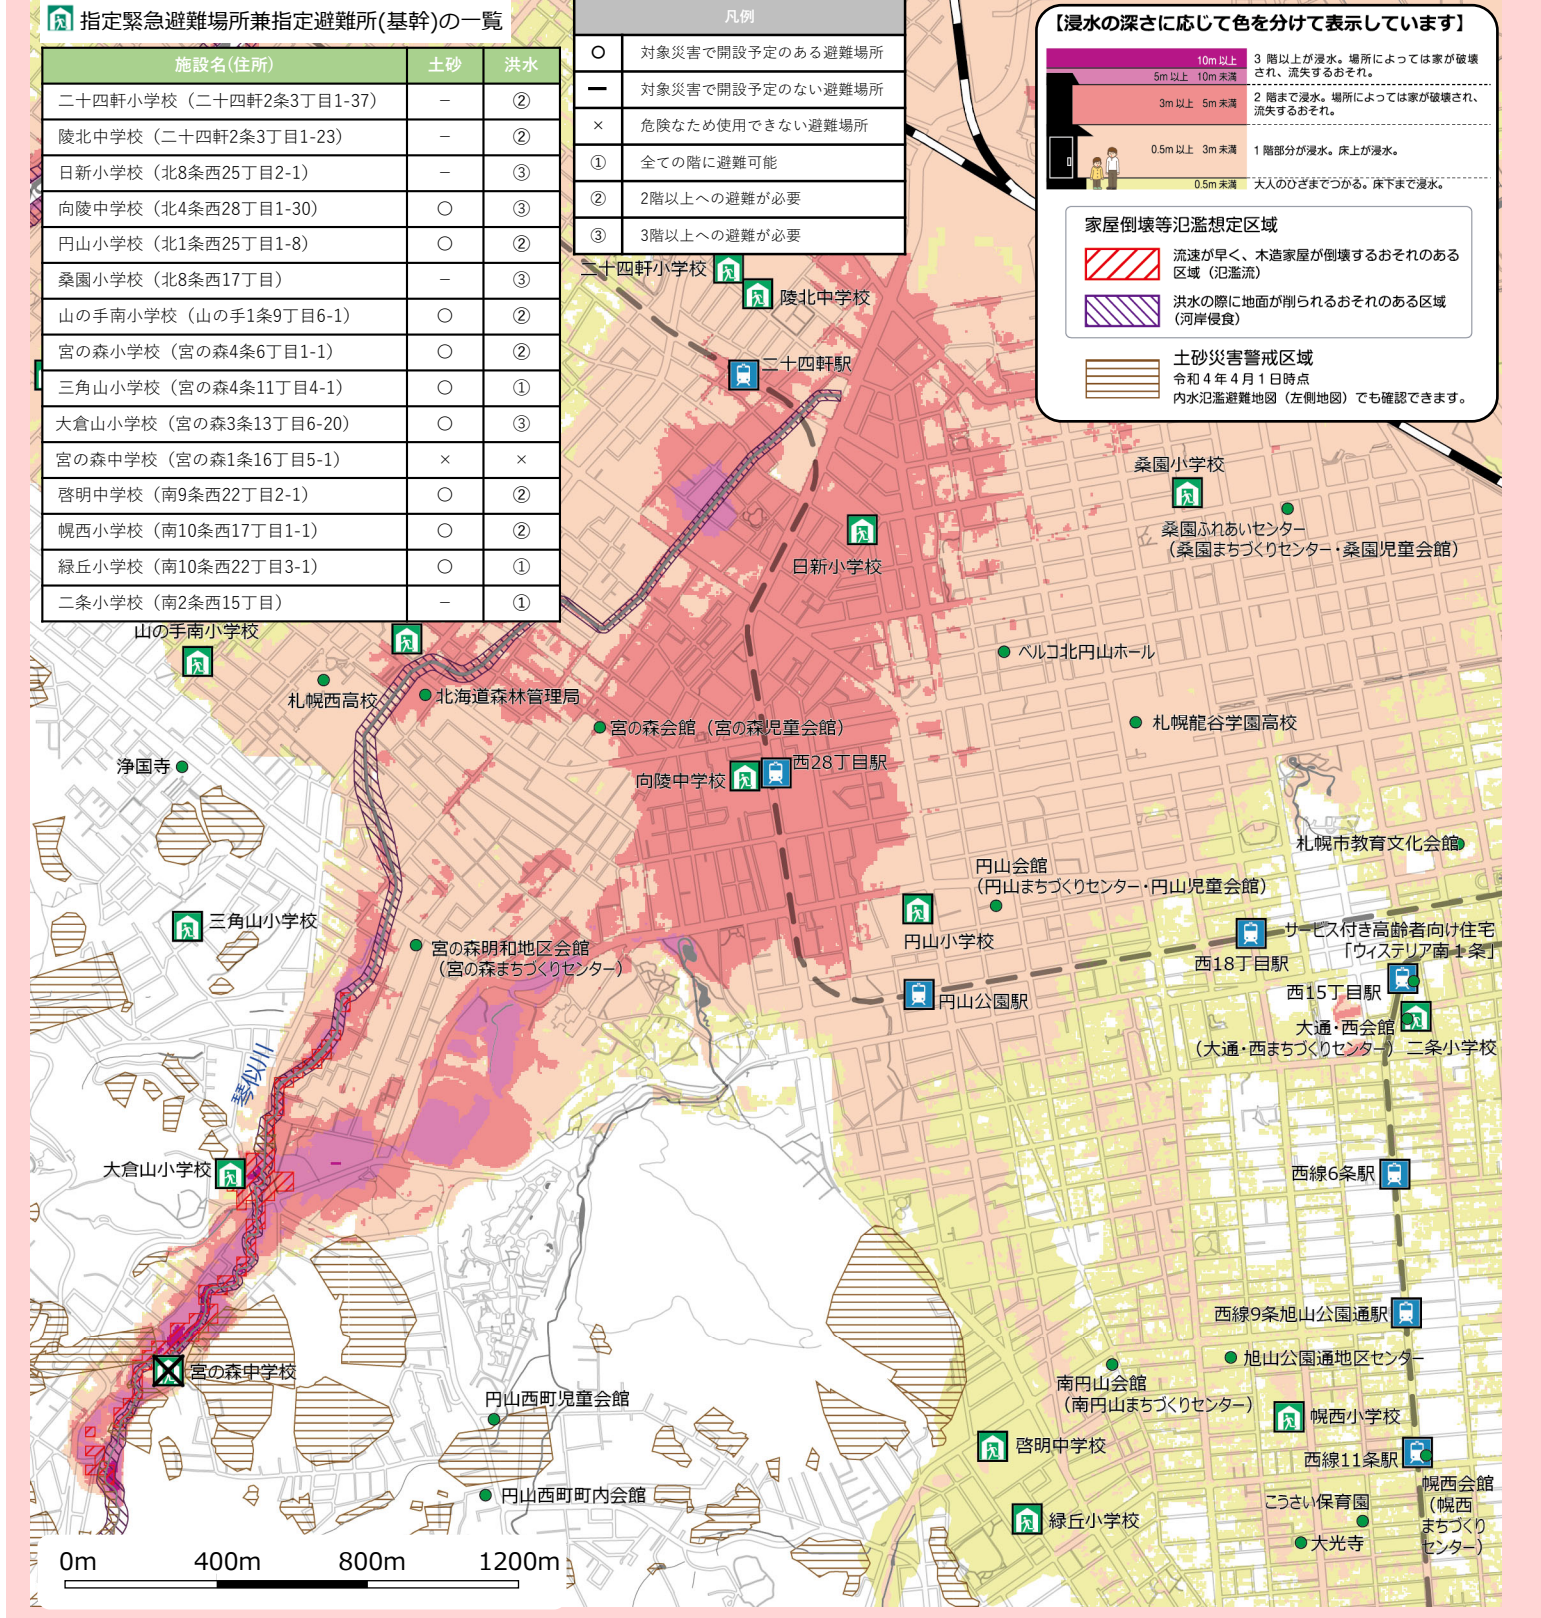 指定緊急避難場所兼指定避難所(基幹)の一覧
施設名(住所) 土砂 洪水
二十四軒小学校（二十四軒2条3丁目1-37） － ②
陵北中学校（二十四軒2条3丁目1-23） － ②
日新小学校（北8条西25丁目2-1） － ③
向陵中学校（北4条西28丁目1-30） ○ ③
円山小学校（北1条西25丁目1-8） ○ ②
桑園小学校（北8条西17丁目） － ③
山の手南小学校（山の手1条9丁目6-1） ○ ②
宮の森小学校（宮の森4条6丁目1-1） ○ ②
三角山小学校（宮の森4条11丁目4-1） ○ ①
大倉山小学校（宮の森3条13丁目6-20） ○ ③
宮の森中学校（宮の森1条16丁目5-1） × ×
啓明中学校（南9条西22丁目2-1） ○ ②
幌西小学校（南10条西17丁目1-1） ○ ②
緑丘小学校（南10条西22丁目3-1） ○ ①
二条小学校（南2条西15丁目） － ①
凡例
○ 対象災害で開設予定のある避難場所
ー 対象災害で開設予定のない避難場所
× 危険なため使用できない避難場所
① 全ての階に避難可能
② 2階以上への避難が必要
③ 3階以上への避難が必要
【浸水の深さに応じて色を分けて表示しています】
10m 以上 3 階以上が浸水。場所によっては家が破壊
され、流失するおそれ。
5m 以上 10m 未満
3m 以上 5m 未満 2 階まで浸水。場所によっては家が破壊され、
流失するおそれ。
0.5m 以上 3m 未満 1 階部分が浸水。床上が浸水。
0.5m 未満 大人のひざまでつかる。床下まで浸水。
家屋倒壊等氾濫想定区域
流速が早く、木造家屋が倒壊するおそれのある
区域（氾濫流）
洪水の際に地面が削られるおそれのある区域
（河岸侵食）
土砂災害警戒区域
令和４年４月１日時点
内水氾濫避難地図（左側地図）でも確認できます。
二十四軒小学校
陵北中学校
二十四軒駅
桑園小学校
桑園ふれあいセンター
（桑園まちづくりセンター・桑園児童会館）
日新小学校
山の手南小学校
札幌西高校
北海道森林管理局
ベルコ北円山ホール
宮の森会館（宮の森児童会館）
札幌龍谷学園高校
浄国寺
向陵中学校
西28丁目駅
札幌市教育文化会館
円山会館
（円山まちづくりセンター・円山児童会館）
三角山小学校
円山小学校
宮の森明和地区会館
（宮の森まちづくりセンター）
サービス付き高齢者向け住宅
「ウィステリア南１条」
西18丁目駅
西15丁目駅
円山公園駅
大通・西会館
（大通・西まちづくりセンター）
二条小学校
琴似川
大倉山小学校
西線6条駅
西線9条旭山公園通駅
旭山公園通地区センター
宮の森中学校
南円山会館
（南円山まちづくりセンター）
円山西町児童会館
幌西小学校
啓明中学校
西線11条駅
幌西会館
（幌西
まちづくり
センター）
円山西町町内会館
こうさい保育園
緑丘小学校
大光寺
0m 400m 800m 1200m